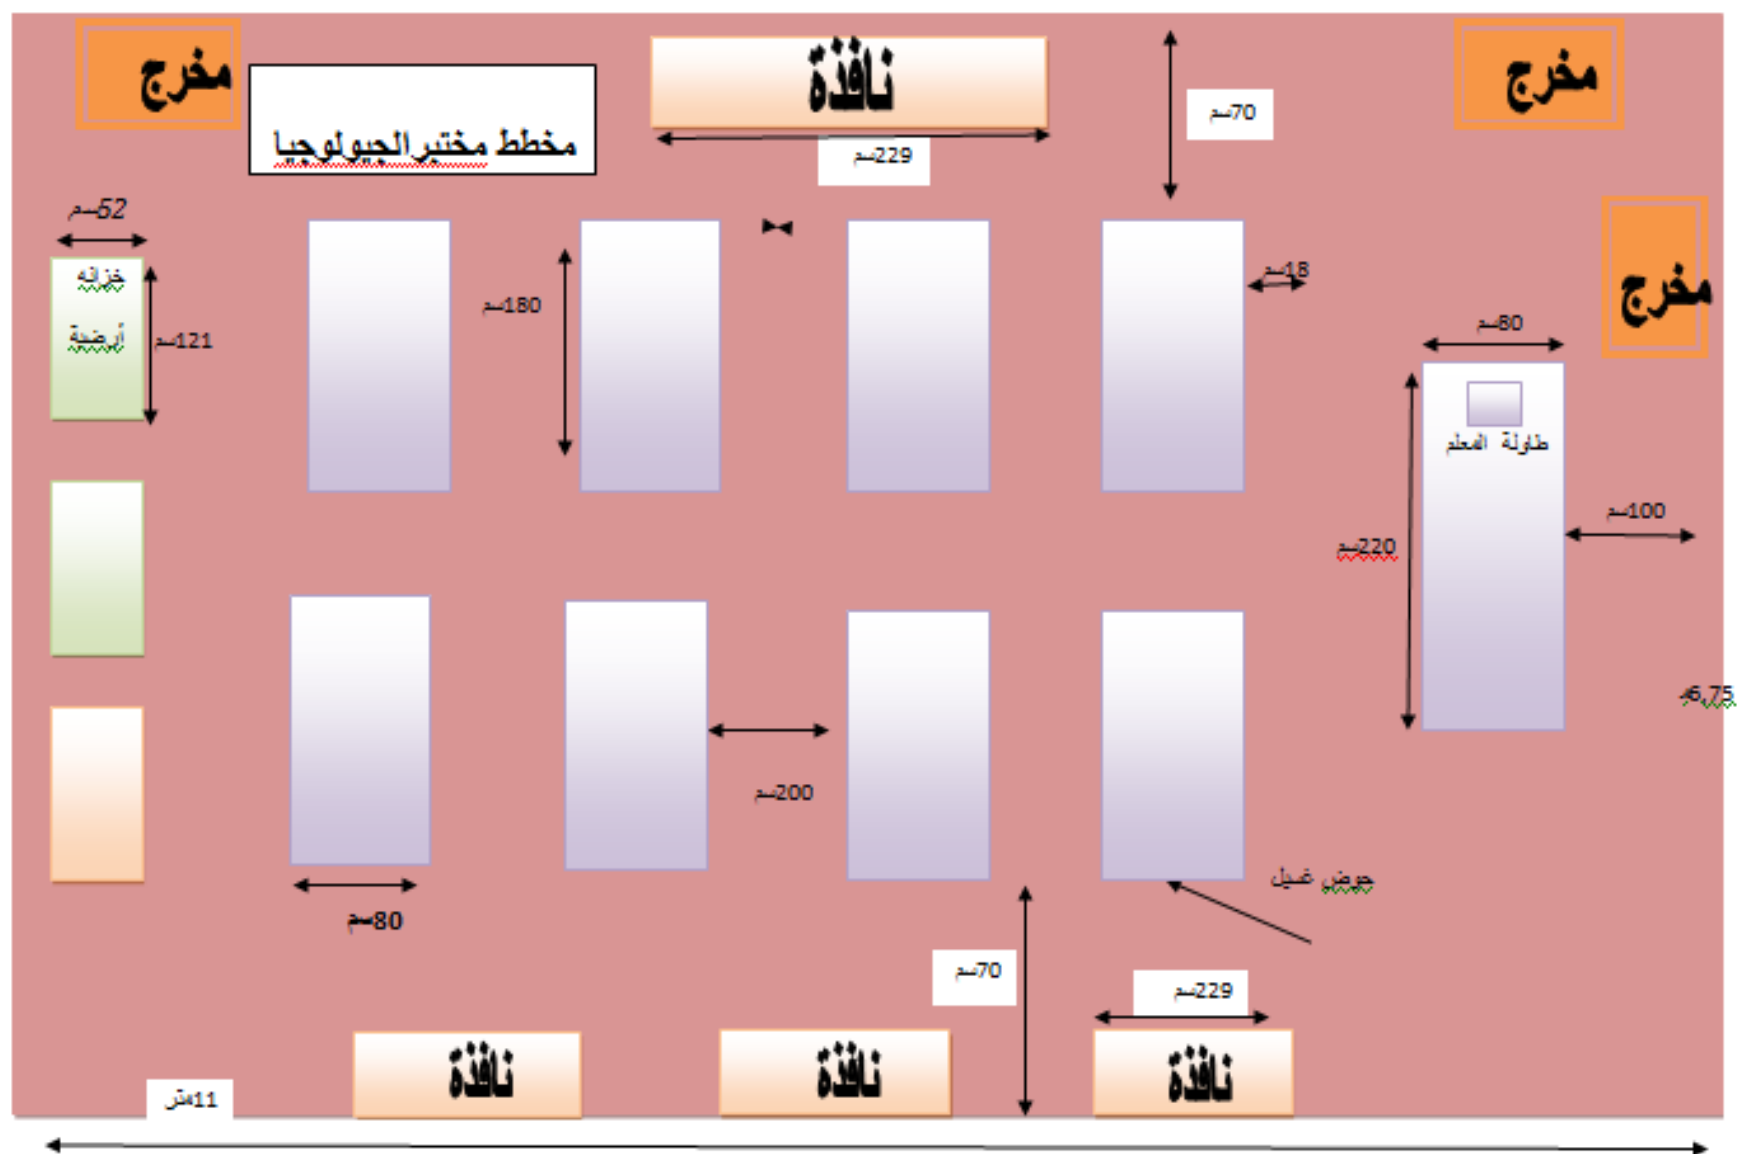 مخرج
نافذة
مخرج
مخطط مختبر الجيولوجيا
70سم
229سم
52سم
خزانه
أرضية
121سم
180سم
18سم
مخرج
80سم
طاولة المعلم
100سم
220سم
6,75م
200سم
حوض غسيل
80سم
70سم
229سم
نافذة
نافذة
نافذة
11متر